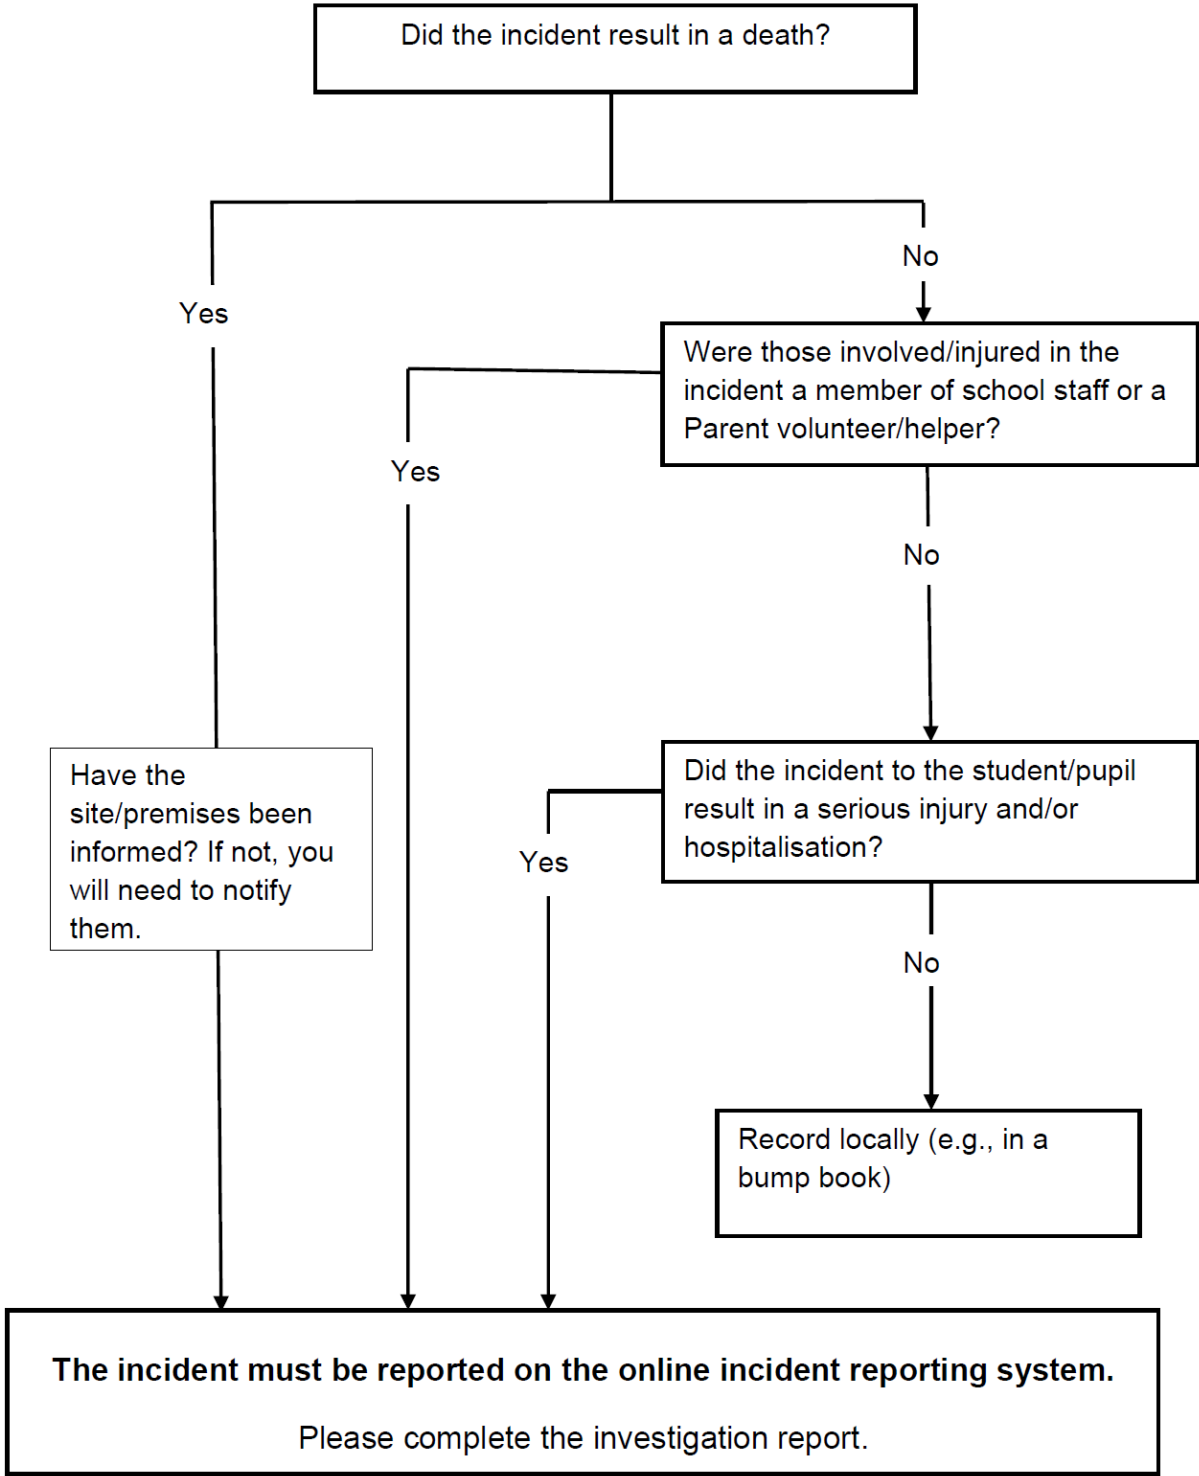 Did the incident result in a death?
No
Yes
Were those involved/injured in the
incident a member of school staff or a
Parent volunteer/helper?
Yes
No
Have the
site/premises been
informed? If not, you
will need to notify
them.
Did the incident to the student/pupil
result in a serious injury and/or
hospitalisation?
Yes
No
Record locally (e.g., in a
bump book)
The incident must be reported on the online incident reporting system.
Please complete the investigation report.